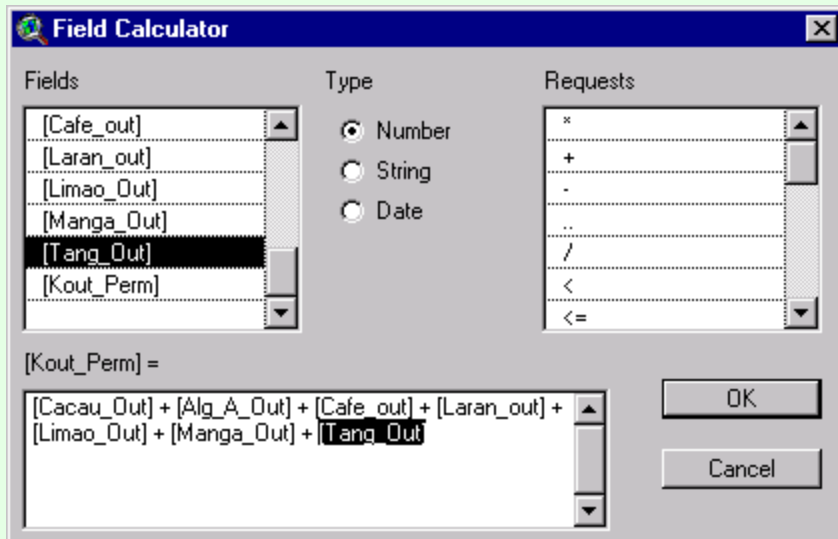 Field Calculator
Fields
Type
Requests
[Cafe_out]
[Laran_out]
[Limao_Out]
[Manga_Out]
[Tang_Out]
[Kout_Perm]
Number
String
Date
*
+
-
..
/
<
<=
[Kout_Perm] =
[Cacau_Out] + [Alg_A_Out] + [Cafe_out] + [Laran_out] +
[Limao_Out] + [Manga_Out] + [Tang_Out]
OK
Cancel